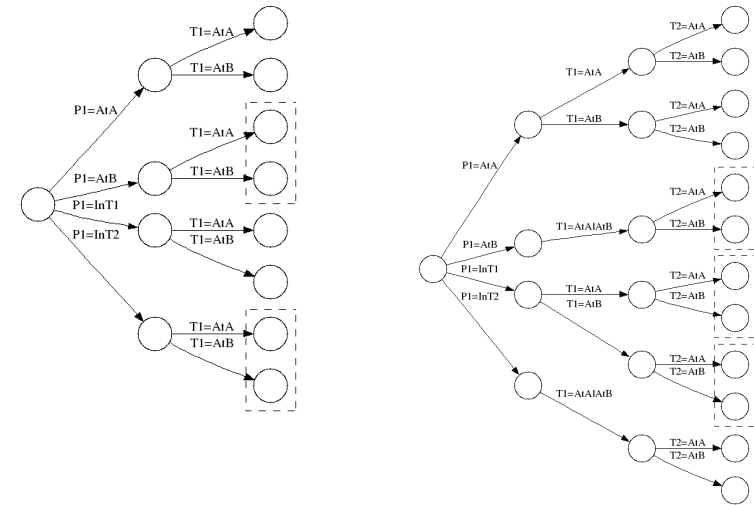 T1=AtA
T1=AtB
P1=AtA
T1=AtA
P1=AtB
T1=AtB
P1=InT1
T1=AtA
P1=InT2
T1=AtB
T1=AtA
T1=AtB
T2=AtA
T1=AtA
T2=AtB
T2=AtA
T1=AtB
T2=AtB
P1=AtA
T2=AtA
T1=AtA|AtB
T2=AtB
P1=AtB
P1=InT1
T2=AtA
T1=AtA
T2=AtB
P1=InT2
T1=AtB
T2=AtA
T2=AtB
T1=AtA|AtB
T2=AtA
T2=AtB